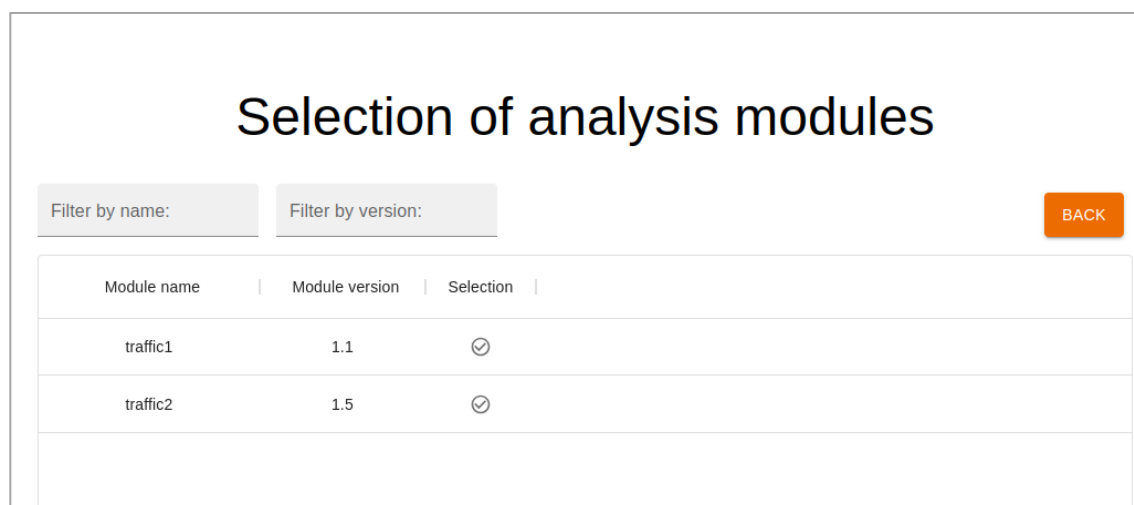 Selection of analysis modules
Filter by name: Filter by version: BACK
Module name Module version Selection
traffic1 1.1
traffic2 1.5